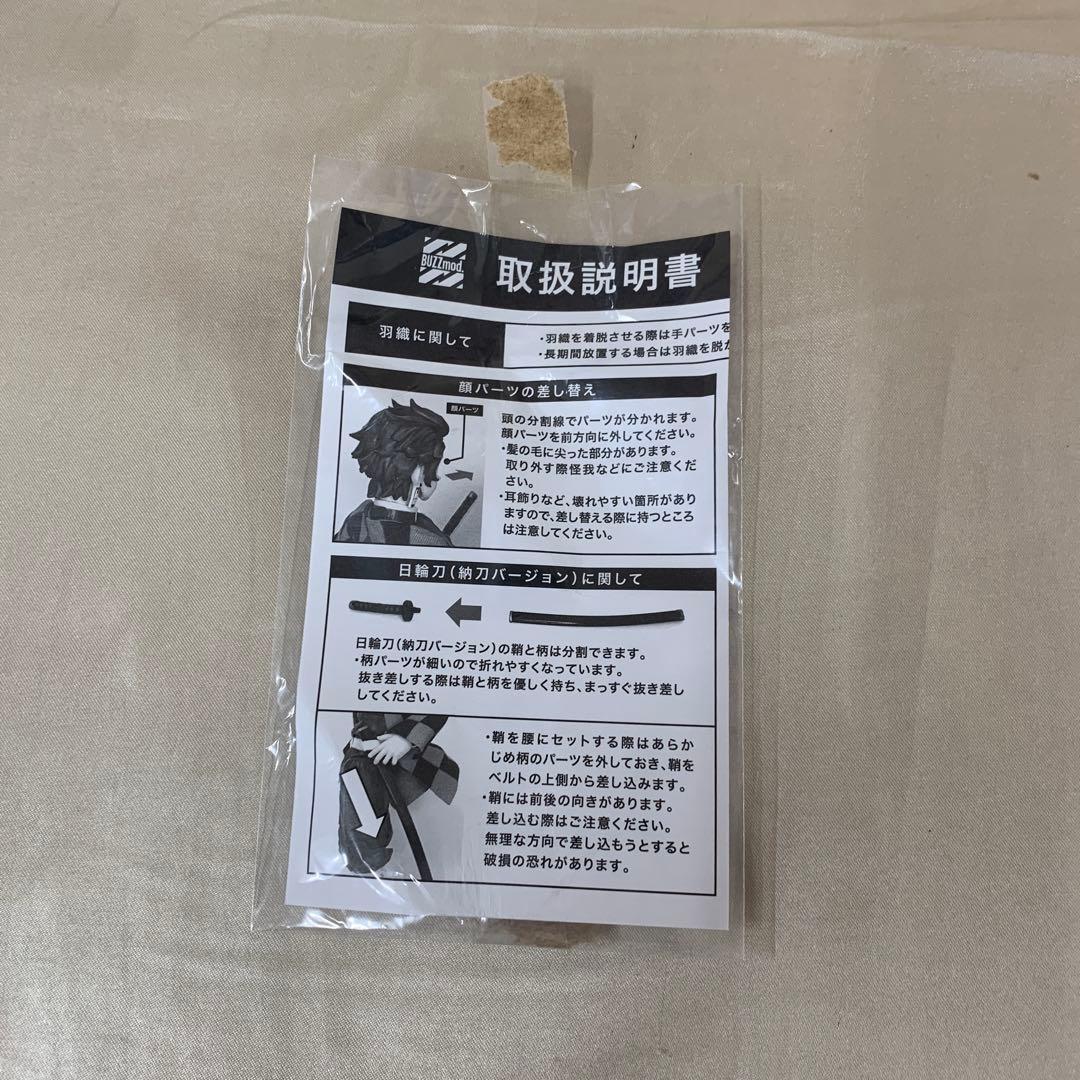 BUZZmod.
取扱説明書
羽織に関して
・羽織を着脱させる際は手パーツを
・長期間放置する場合は羽織を脱が
顔パーツの差し替え
顔パーツ
頭の分割線でパーツが分かれます。
顔パーツを前方向に外してください。
・髪の毛に尖った部分があります。
取り外す際怪我などにご注意くだ
さい。
・耳飾りなど、壊れやすい箇所があり
ますので、差し替える際に持つところ
は注意してください。
日輪刀(納刀バージョン)に関して
日輪刀(納刀バージョン)の鞘と柄は分割できます。
・柄パーツが細いので折れやすくなっています。
抜き差しする際は鞘と柄を優しく持ち、まっすぐ抜き差し
してください。
・鞘を腰にセットする際はあらか
じめ柄のパーツを外しておき、鞘を
ベルトの上側から差し込みます。
・鞘には前後の向きがあります。
差し込む際はご注意ください。
無理な方向で差し込もうとすると
破損の恐れがあります。